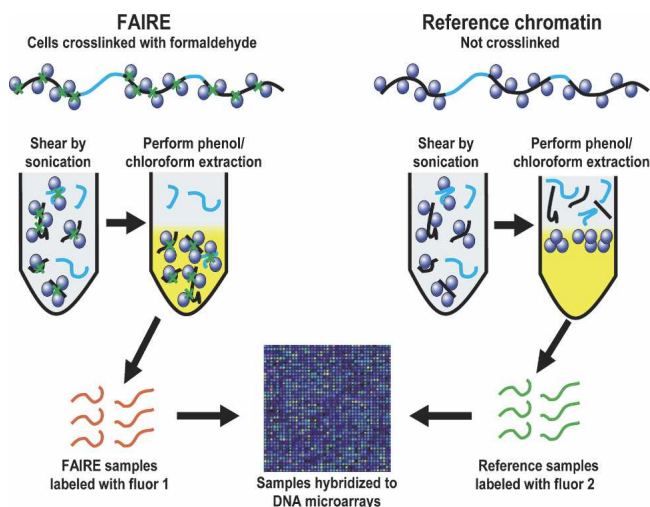 FAIRE
Cells crosslinked with formaldehyde
Reference chromatin
Not crosslinked
Shear by
sonication
Perform phenol/
chloroform extraction
Shear by
sonication
Perform phenol/
chloroform extraction
FAIRE samples
labeled with fluor 1
Samples hybridized to
DNA microarrays
Reference samples
labeled with fluor 2